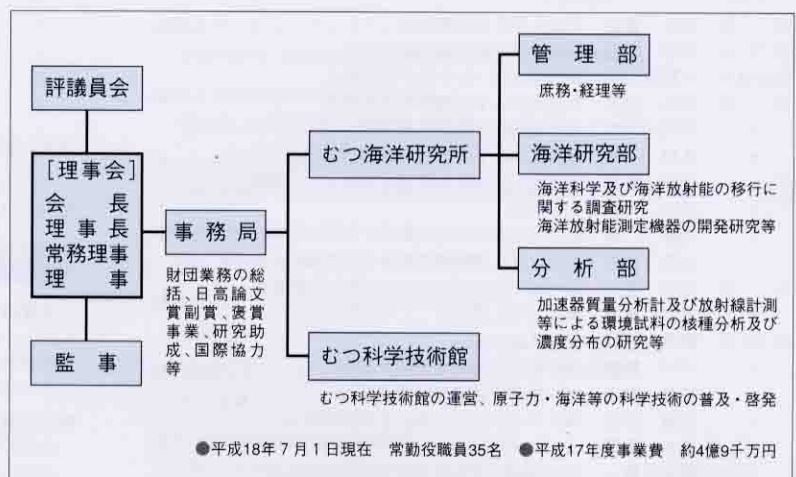 評議員会
[理事会]
会長
理事長
常務理事
理事
監事
事務局
財団業務の総
括、日高論文
賞副賞、褒賞
事業、研究助
成、国際協力
等
むつ海洋研究所
管理部
庶務・経理等
海洋研究部
海洋科学及び海洋放射能の移行に
関する調査研究
海洋放射能測定機器の開発研究等
分析部
加速器質量分析計及び放射線計測
等による環境試料の核種分析及び
濃度分布の研究等
むつ科学技術館
むつ科学技術館の運営、原子力・海洋等の科学技術の普及・啓発
●平成18年7月1日現在 常勤役職員35名 ●平成17年度事業費 約4億9千万円